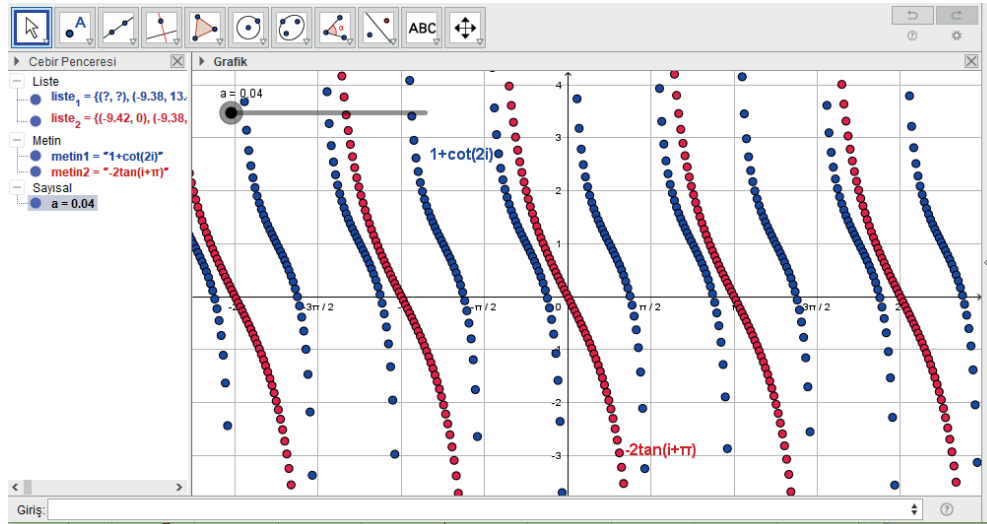 A
α
ABC
Cebir Penceresi
Grafik
Liste
liste1 = {(?, ?), (-9.38, 13.
liste2 = {(-9.42, 0), (-9.38,
Metin
metin1 = "1+cot(2i)"
metin2 = "-2tan(i+π)"
Sayısal
a = 0.04
a = 0.04
4
3
1+cot(2i)
2
1
3π / 2
π / 2
0
π / 2
3π / 2
-1
-2
-2tan(i+π)
-3
Giriş: